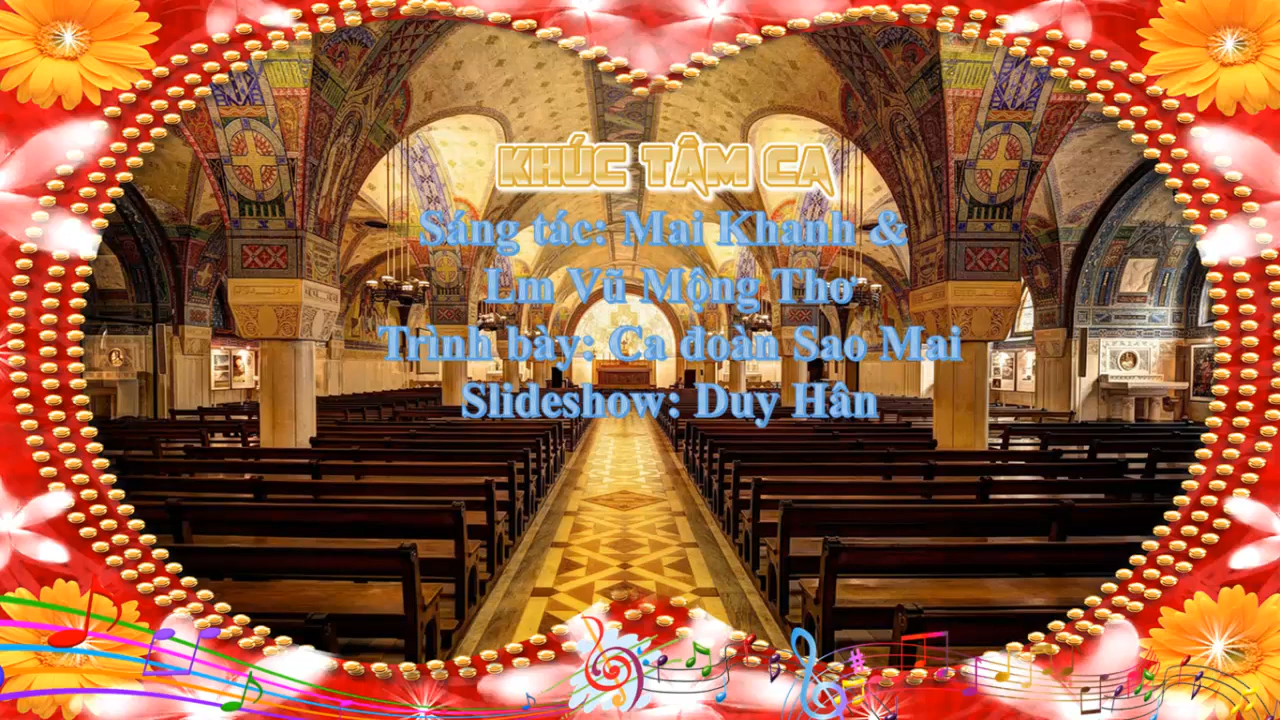 KHÚC TÂM CA
Sáng tác: Mai Khanh &
Lm Vũ Mộng Thơ
Trình bày: Ca đoàn Sao Mai
Slideshow: Duy Hân